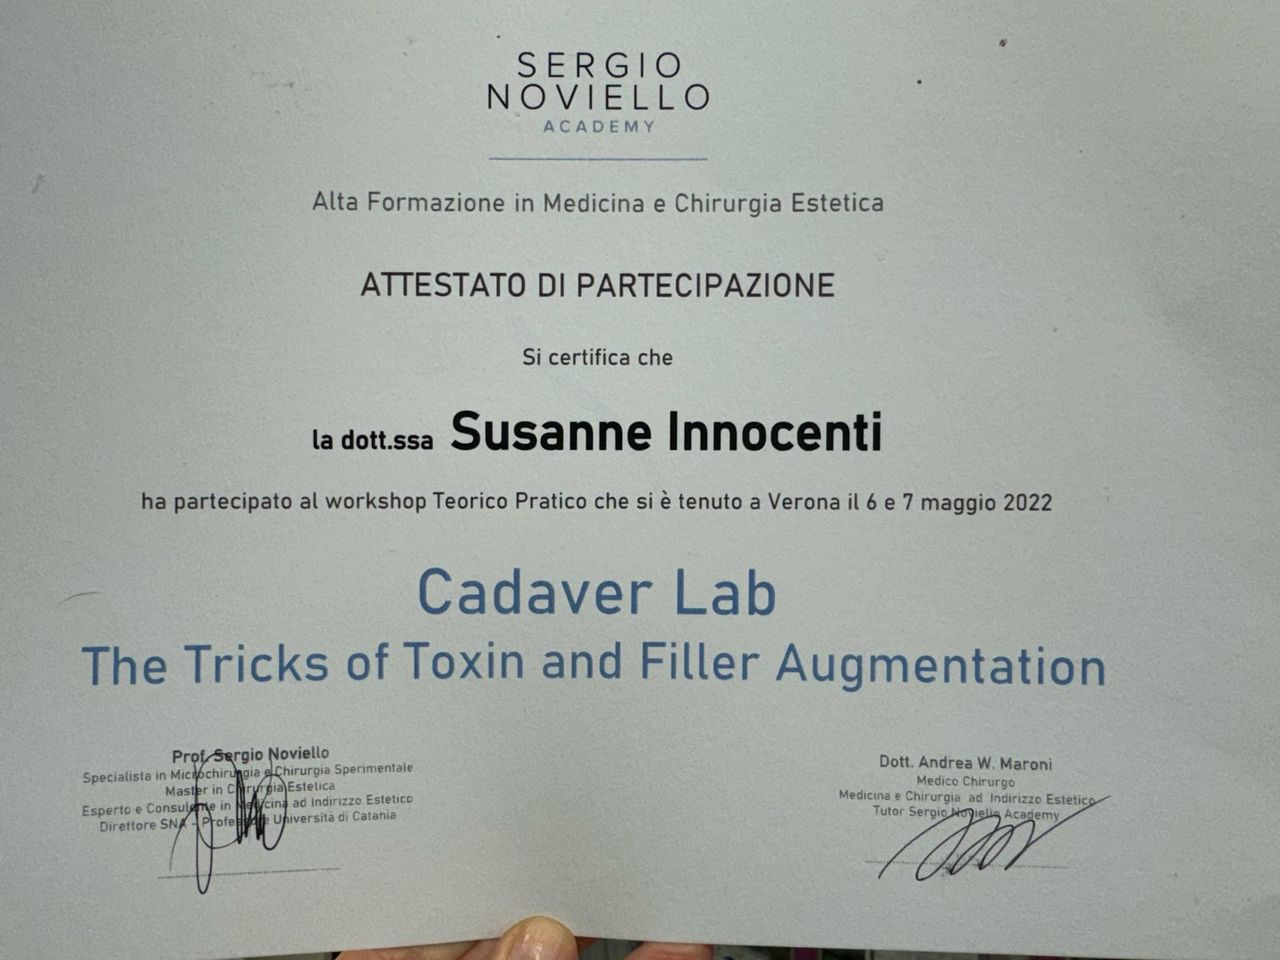 SERGIO
NOVIELLO
ACADEMY
Alta Formazione in Medicina e Chirurgia Estetica
ATTESTATO DI PARTECIPAZIONE
Si certifica che
la dott.ssa Susanne Innocenti
ha partecipato al workshop Teorico Pratico che si è tenuto a Verona il 6 e 7 maggio 2022
Cadaver Lab
The Tricks of Toxin and Filler Augmentation
Prof. Sergio Noviello
Specialista in Microchirurgia e Chirurgia Sperimentale
Master in Chirurgia Estetica
Esperto e Consulente in Medicina ad Indirizzo Estetico
Direttore SNA - Professore Università di Catania
Dott. Andrea W. Maroni
Medico Chirurgo
Medicina e Chirurgia ad Indirizzo Estetico
Tutor Sergio Noviello Academy